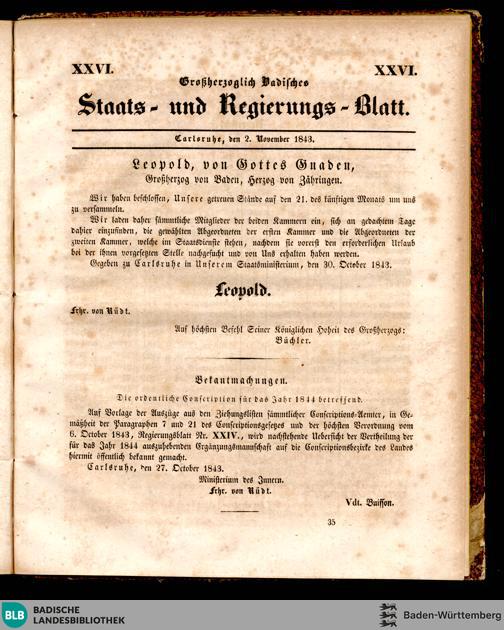 XXVI. XXVI.
Großherzoglich Badisches
Staats- und Regierungs-Blatt.
Carlsruhe, den 2. November 1843.
Leopold, von Gottes Gnaden,
Großherzog von Baden, Herzog von Zähringen.
Wir haben beschlossen, Unsere getreuen Stände auf den 21. des künftigen Monats um uns
zu versammeln.
Wir laden daher sämmtliche Mitglieder der beiden Kammern ein, sich an gedachtem Tage
dahier einzufinden, die gewählten Abgeordneten der ersten Kammer und die Abgeordneten der
zweiten Kammer, welche im Staatsdienste stehen, nachdem sie vorerst den erforderlichen Urlaub
bei der ihnen vorgesetzten Stelle nachgesucht und von Uns erhalten haben werden.
Gegeben zu Carlsruhe in Unserem Staatsministerium, den 30. October 1843.
Leopold.
Frhr. von Rüdt.
Auf höchsten Befehl Seiner Königlichen Hoheit des Großherzogs:
Büchler.
Bekantmachungen.
Die ordentliche Conscription für das Jahr 1844 betreffend.
Auf Vorlage der Auszüge aus den Ziehungslisten sämmtlicher Conscriptions-Aemter, in Ge-
mäßheit der Paragraphen 7 und 21 des Conscriptionsgesetzes und der höchsten Verordnung vom
6. October 1843, Regierungsblatt Nr. XXIV., wird nachstehende Uebersicht der Vertheilung der
für das Jahr 1844 auszuhebenden Ergänzungsmannschaft auf die Conscriptionsbezirke des Landes
hiermit öffentlich bekannt gemacht.
Carlsruhe, den 27. October 1843.
Ministerium des Innern.
Frhr. von Rüdt.
Vdt. Buisson.
35
BLB BADISCHE
LANDESBIBLIOTHEK
Baden-Württemberg